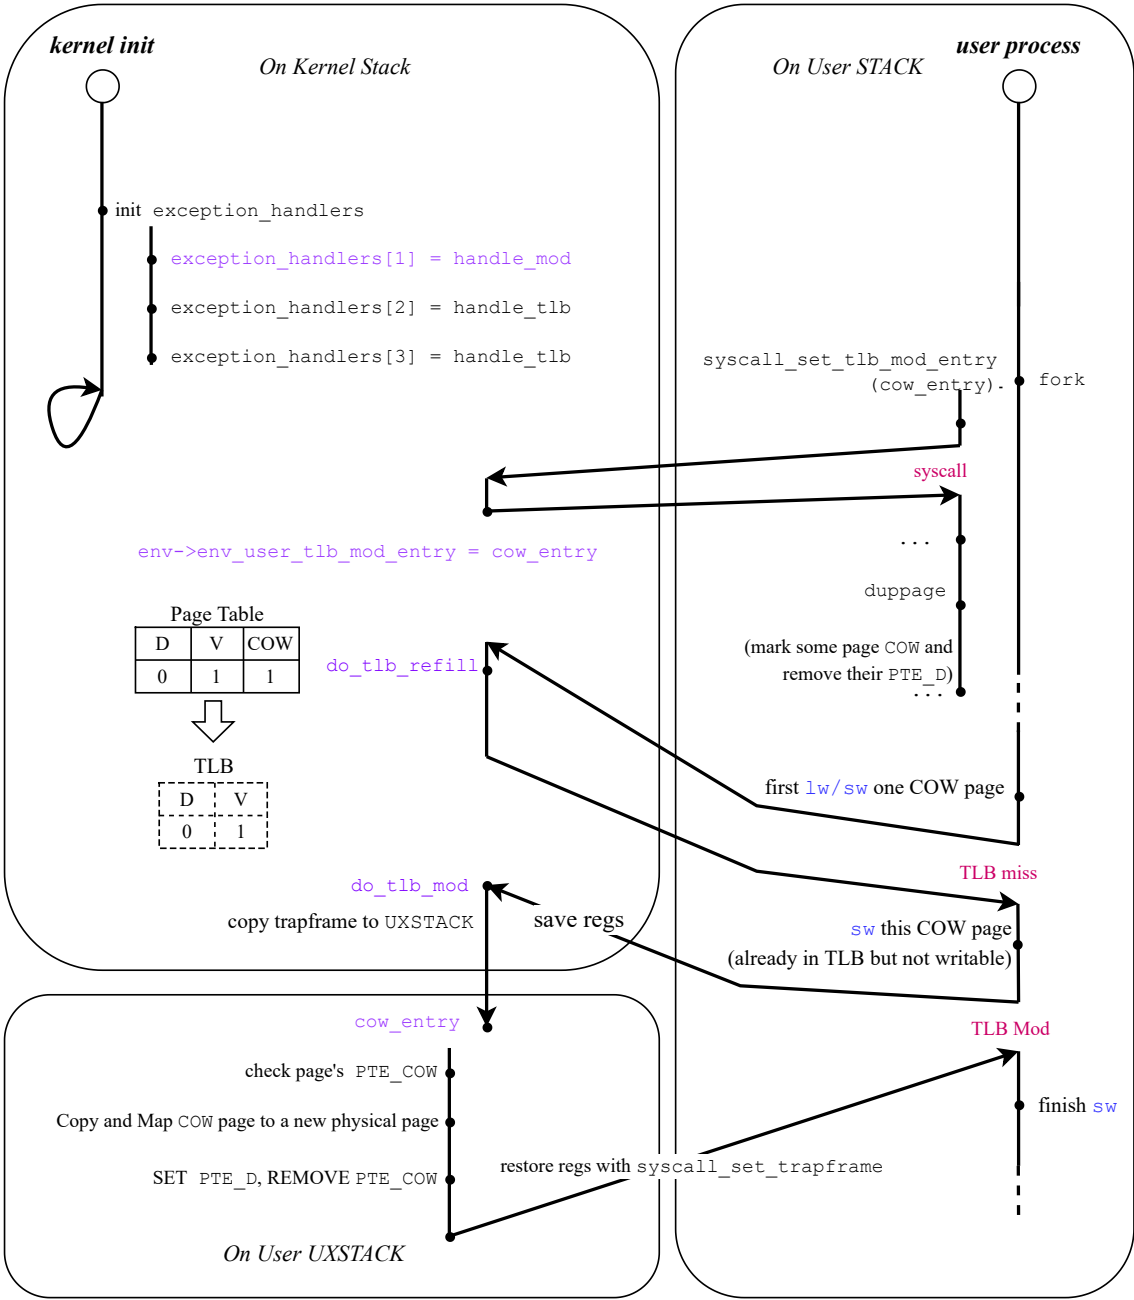 kernel init
On Kernel Stack
init exception_handlers
exception_handlers[1] = handle_mod
exception_handlers[2] = handle_tlb
exception_handlers[3] = handle_tlb
env->env_user_tlb_mod_entry = cow_entry
Page Table
D V COW
0 1 1
do_tlb_refill
TLB
D V
0 1
do_tlb_mod
copy trapframe to UXSTACK
save regs
cow_entry
check page's PTE_COW
Copy and Map COW page to a new physical page
SET PTE_D, REMOVE PTE_COW
On User UXSTACK
restore regs with syscall_set_trapframe
On User STACK
user process
syscall_set_tlb_mod_entry
(cow_entry).
fork
syscall
...
duppage
(mark some page COW and
remove their PTE_D)
...
first lw/sw one COW page
TLB miss
sw this COW page
(already in TLB but not writable)
TLB Mod
finish sw